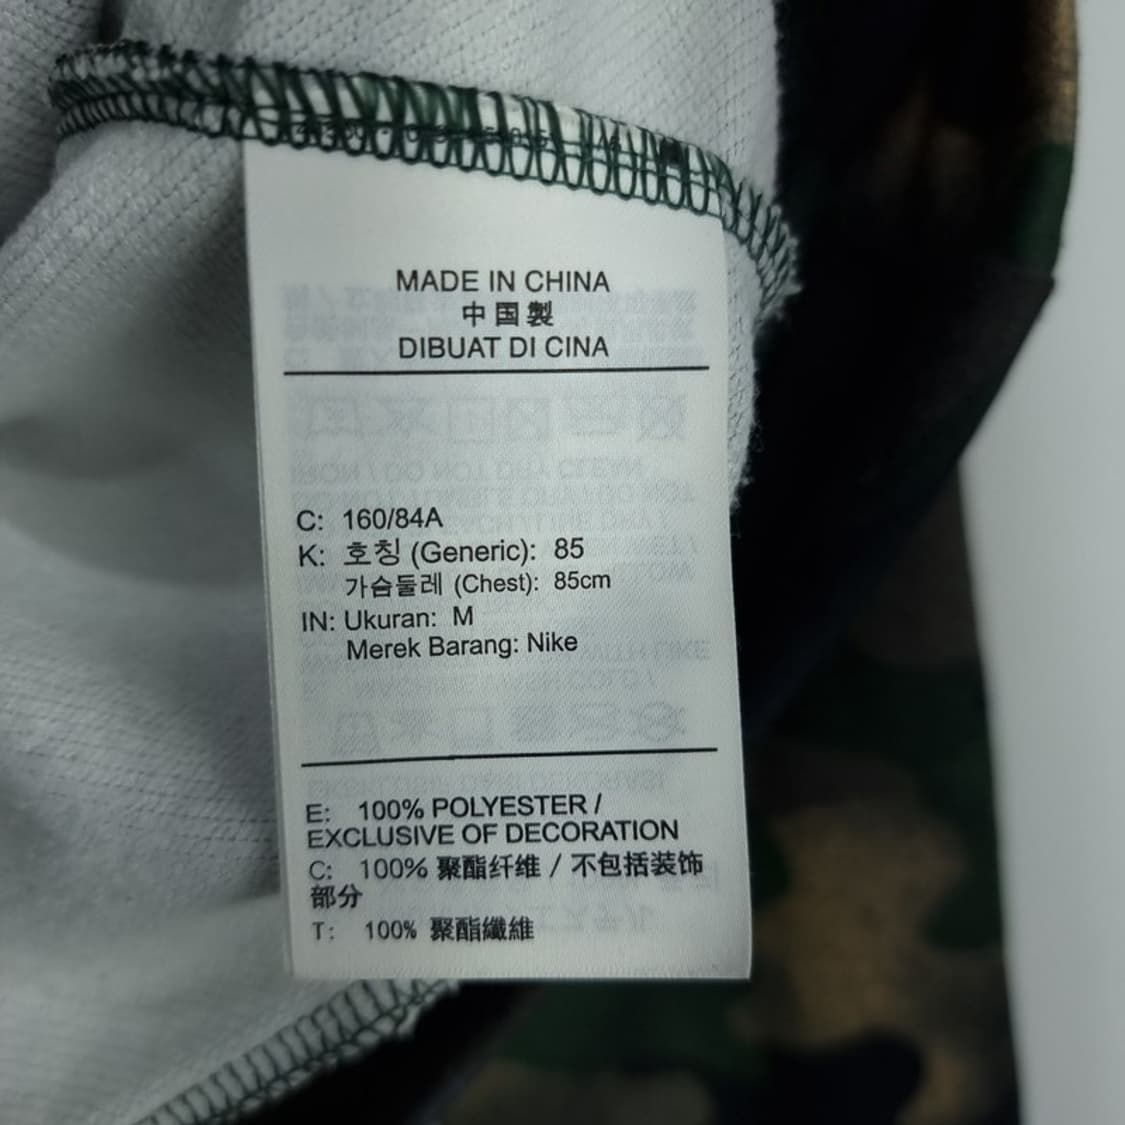 MADE IN CHINA
中国製
DIBUAT DI CINA
C: 160/84A
K: 호칭 (Generic): 85
가슴둘레 (Chest): 85cm
IN: Ukuran: M
Merek Barang: Nike
E: 100% POLYESTER /
EXCLUSIVE OF DECORATION
C: 100% 聚酯纤维 / 不包括装饰
部分
T: 100% 聚酯纖維